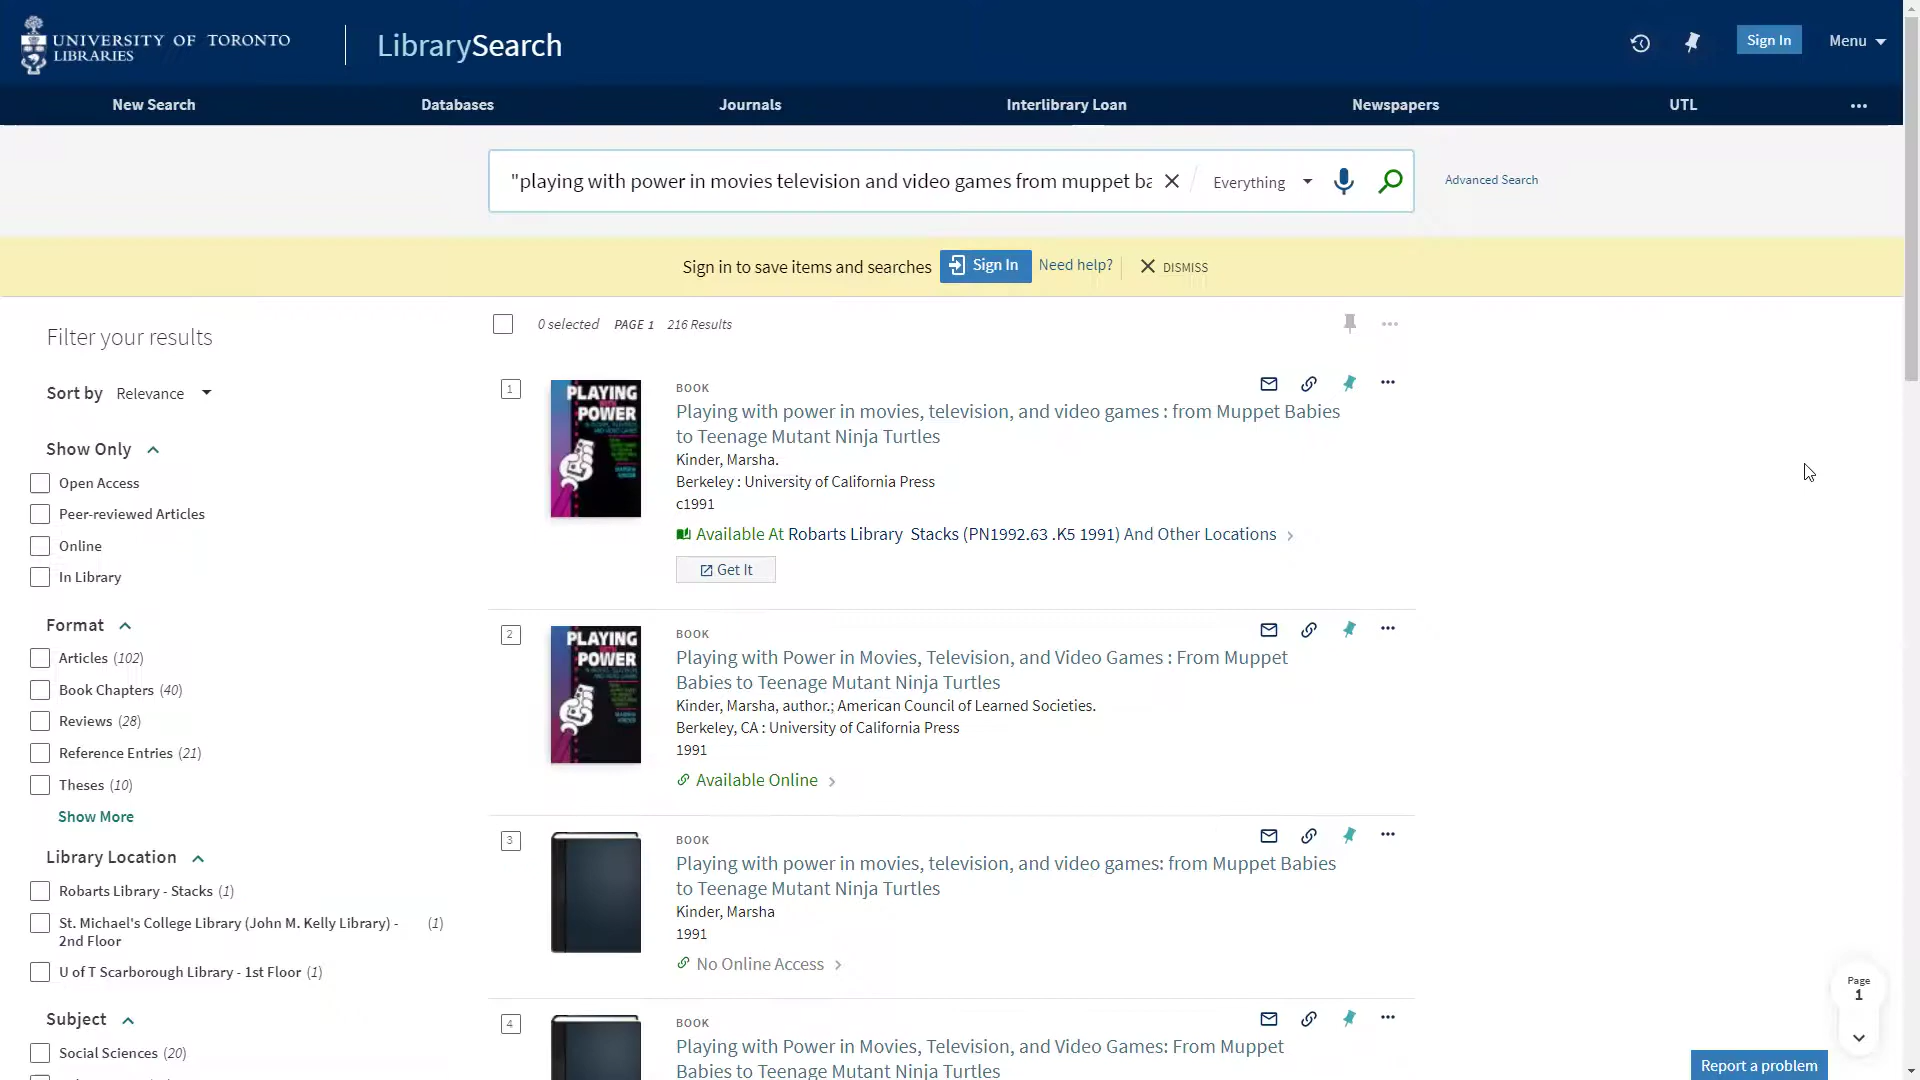 UNIVERSITY OF TORONTO
LIBRARIES
LibrarySearch
Sign In
Menu
New Search
Databases
Journals
Interlibrary Loan
Newspapers
UTL
"playing with power in movies television and video games from muppet ba
Everything
Advanced Search
Sign in to save items and searches
Sign In
Need help?
DISMISS
Filter your results
Sort by Relevance
Show Only
Open Access
Peer-reviewed Articles
Online
In Library
Format
Articles (102)
Book Chapters (40)
Reviews (28)
Reference Entries (21)
Theses (10)
Show More
Library Location
Robarts Library - Stacks (1)
St. Michael's College Library (John M. Kelly Library) - (1)
2nd Floor
U of T Scarborough Library - 1st Floor (1)
Subject
Social Sciences (20)
0 selected PAGE 1 216 Results
1
PLAYING
POWER
BOOK
Playing with power in movies, television, and video games : from Muppet Babies
to Teenage Mutant Ninja Turtles
Kinder, Marsha.
Berkeley : University of California Press
c1991
Available At Robarts Library Stacks (PN1992.63 .K5 1991) And Other Locations
Get It
2
PLAYING
POWER
BOOK
Playing with Power in Movies, Television, and Video Games : From Muppet
Babies to Teenage Mutant Ninja Turtles
Kinder, Marsha, author.; American Council of Learned Societies.
Berkeley, CA : University of California Press
1991
Available Online
3
BOOK
Playing with power in movies, television, and video games: from Muppet Babies
to Teenage Mutant Ninja Turtles
Kinder, Marsha
1991
No Online Access
4
BOOK
Playing with Power in Movies, Television, and Video Games: From Muppet
Babies to Teenage Mutant Ninja Turtles
Page
1
Report a problem